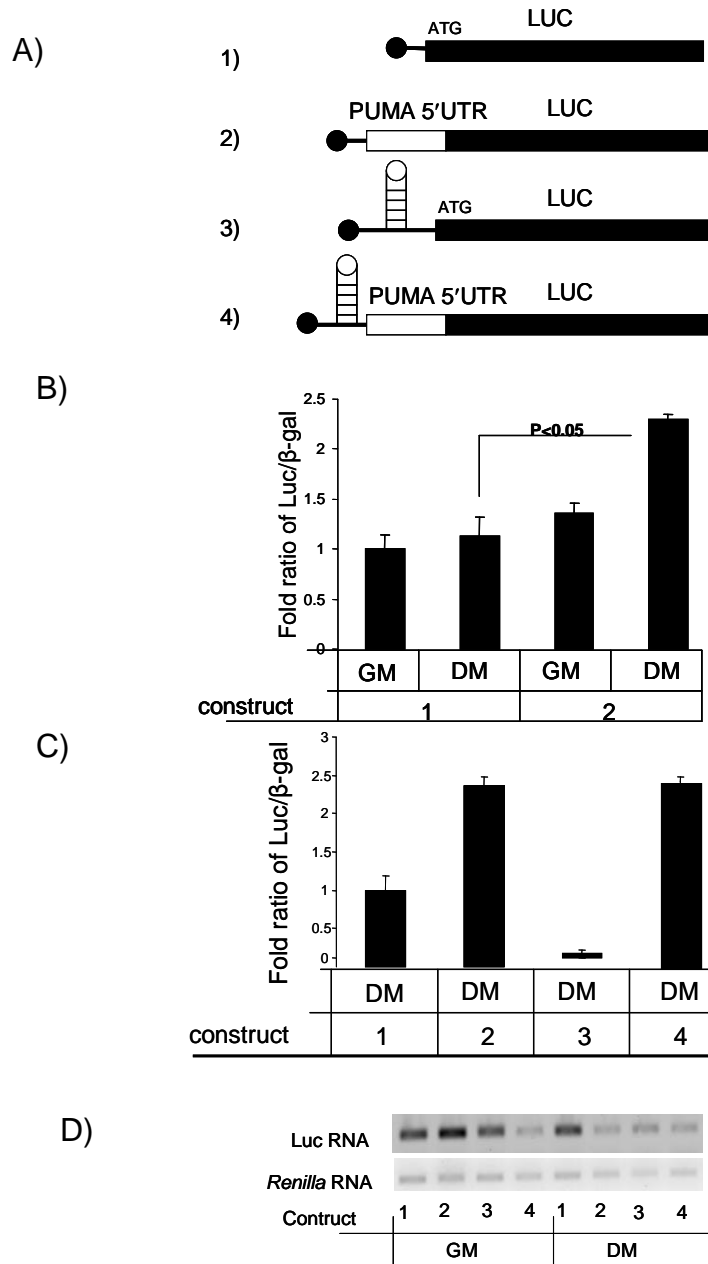 A)
1)
ATG
LUC
2)
PUMA 5′UTR
LUC
3)
ATG
LUC
4)
PUMA 5′UTR
LUC
B)
Fold ratio of Luc/β-gal
2.5
2
1.5
1
0.5
0
P<0.05
GM DM GM DM
construct 1 2
C)
Fold ratio of Luc/β-gal
3
2.5
2
1.5
1
0.5
0
DM DM DM DM
construct 1 2 3 4
D)
Luc RNA
Renilla RNA
Contruct 1 2 3 4 1 2 3 4
GM DM